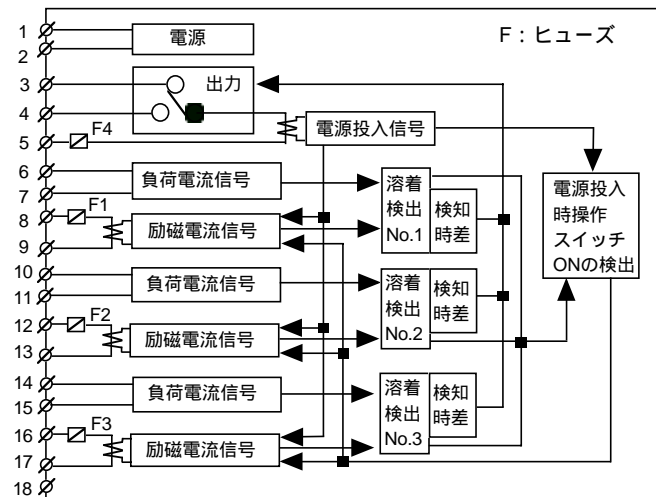 1
電源
F：ヒューズ
2
3
出力
4
5
F4
電源投入信号
6
負荷電流信号
7
溶着
検出
No.1
検知
時差
電源投入
時操作
スイッチ
ONの検出
8
F1
励磁電流信号
9
10
負荷電流信号
11
溶着
検出
No.2
検知
時差
12
F2
励磁電流信号
13
14
負荷電流信号
15
溶着
検出
No.3
検知
時差
16
F3
励磁電流信号
17
18